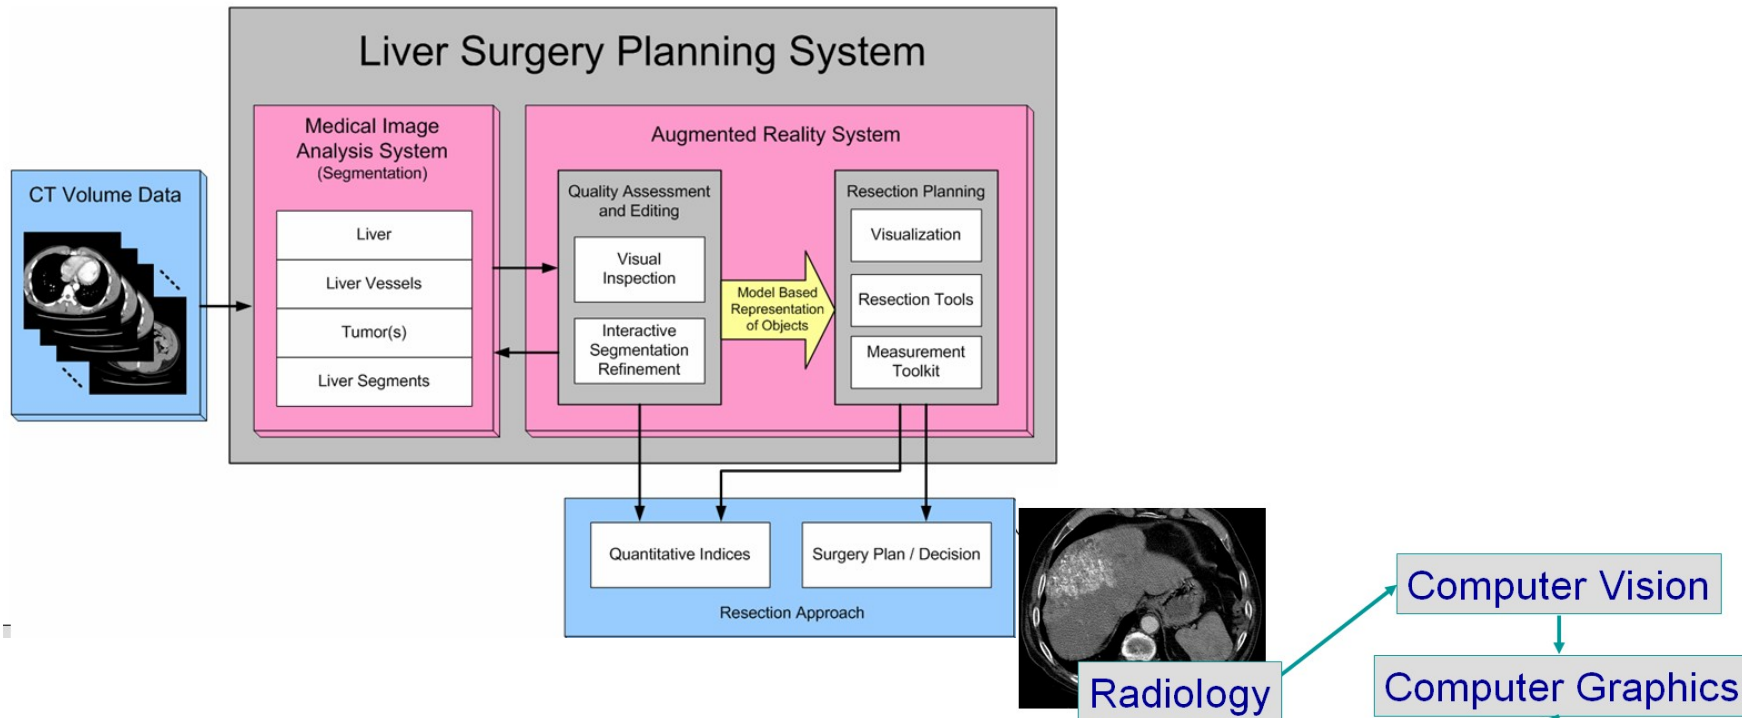 Liver Surgery Planning System
Medical Image
Analysis System
(Segmentation)
Augmented Reality System
CT Volume Data
Quality Assessment
and Editing
Resection Planning
Liver
Liver Vessels
Tumor(s)
Liver Segments
Visual
Inspection
Interactive
Segmentation
Refinement
Model Based
Representation
of Objects
Visualization
Resection Tools
Measurement
Toolkit
Quantitative Indices
Surgery Plan / Decision
Resection Approach
Radiology
Computer Vision
Computer Graphics